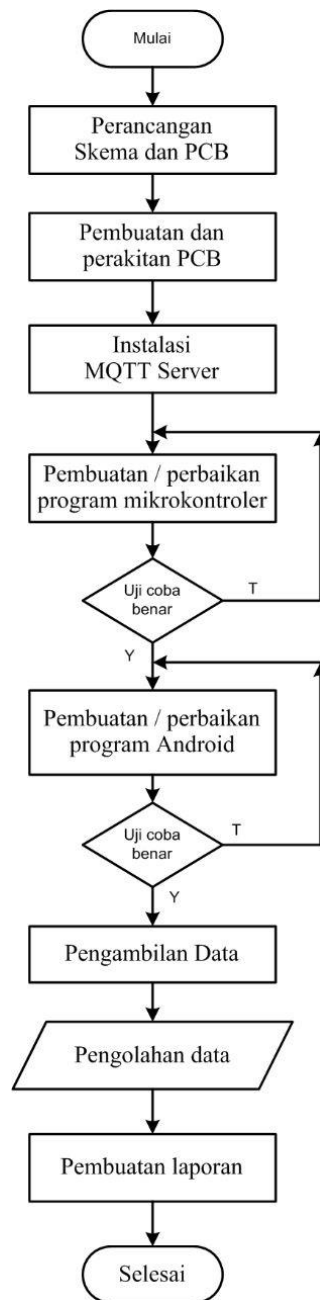 Mulai
Perancangan
Skema dan PCB
Pembuatan dan
perakitan PCB
Instalasi
MQTT Server
Pembuatan / perbaikan
program mikrokontroler
Uji coba
benar
T
Y
Pembuatan / perbaikan
program Android
Uji coba
benar
T
Y
Pengambilan Data
Pengolahan data
Pembuatan laporan
Selesai